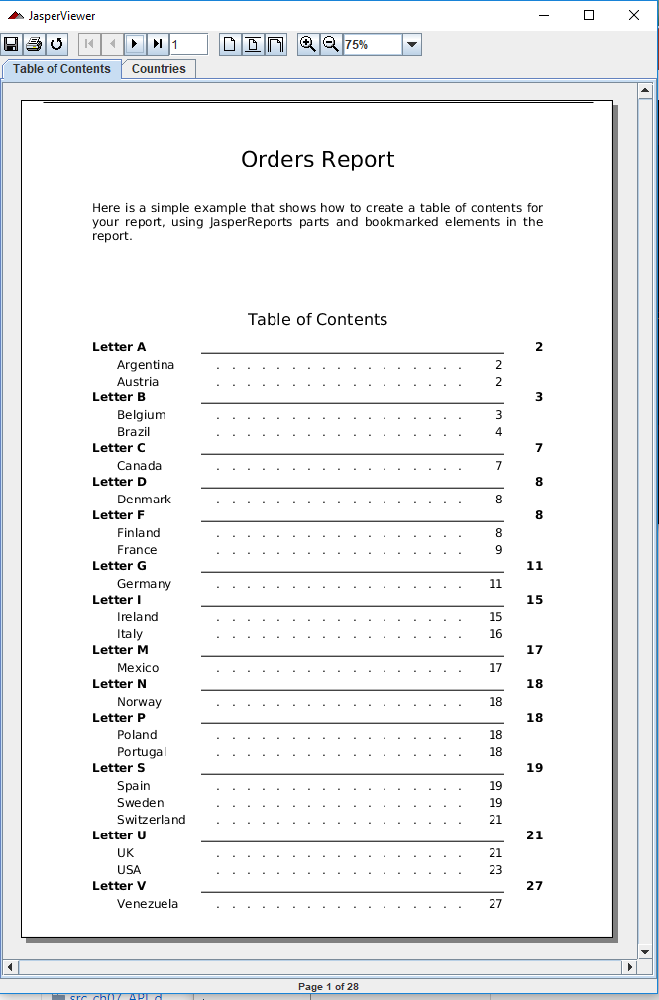 JasperViewer
1
75%
Table of Contents Countries
Orders Report
Here is a simple example that shows how to create a table of contents for
your report, using JasperReports parts and bookmarked elements in the
report.
Table of Contents
Letter A 2
Argentina . . . . . . . . . . . . . . . . . 2
Austria . . . . . . . . . . . . . . . . . 2
Letter B 3
Belgium . . . . . . . . . . . . . . . . . 3
Brazil . . . . . . . . . . . . . . . . . 4
Letter C 7
Canada . . . . . . . . . . . . . . . . . 7
Letter D 8
Denmark . . . . . . . . . . . . . . . . . 8
Letter F 8
Finland . . . . . . . . . . . . . . . . . 8
France . . . . . . . . . . . . . . . . . 9
Letter G 11
Germany . . . . . . . . . . . . . . . . . 11
Letter I 15
Ireland . . . . . . . . . . . . . . . . . 15
Italy . . . . . . . . . . . . . . . . . 16
Letter M 17
Mexico . . . . . . . . . . . . . . . . . 17
Letter N 18
Norway . . . . . . . . . . . . . . . . . 18
Letter P 18
Poland . . . . . . . . . . . . . . . . . 18
Portugal . . . . . . . . . . . . . . . . . 18
Letter S 19
Spain . . . . . . . . . . . . . . . . . 19
Sweden . . . . . . . . . . . . . . . . . 19
Switzerland . . . . . . . . . . . . . . . . . 21
Letter U 21
UK . . . . . . . . . . . . . . . . . 21
USA . . . . . . . . . . . . . . . . . 23
Letter V 27
Venezuela . . . . . . . . . . . . . . . . . 27
Page 1 of 28